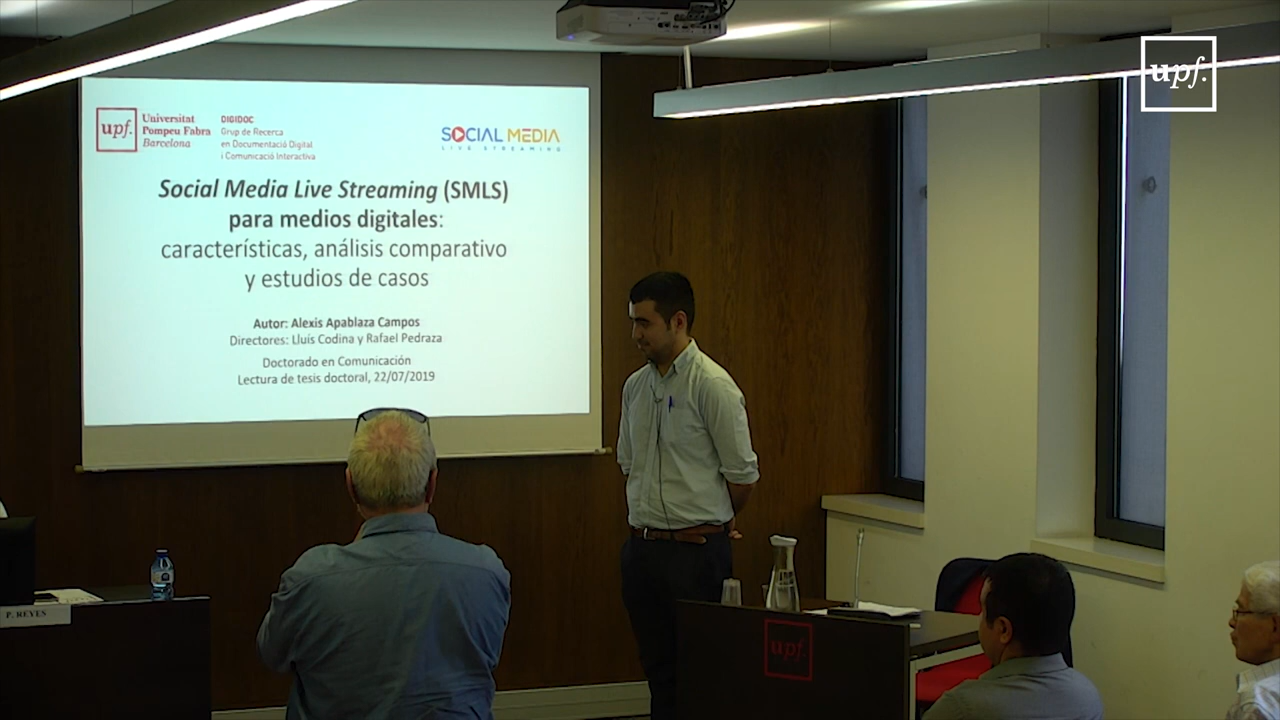 upf.
Universitat
Pompeu Fabra
Barcelona
DIGIDOC
Grup de Recerca
en Documentació Digital
i Comunicació Interactiva
SOCIAL MEDIA
LIVE STREAMING
Social Media Live Streaming (SMLS)
para medios digitales:
características, análisis comparativo
y estudios de casos
Autor: Alexis Apablaza Campos
Directores: Lluís Codina y Rafael Pedraza
Doctorado en Comunicación
Lectura de tesis doctoral, 22/07/2019
upf.
P. REYES
upf.